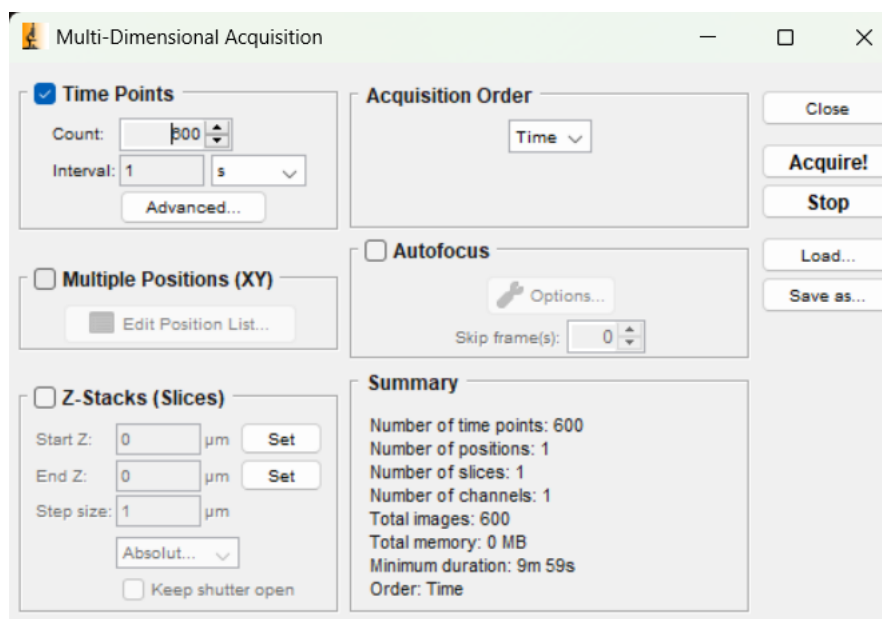 Multi-Dimensional Acquisition
Time Points
Count: 600
Interval: 1 s
Advanced...
Multiple Positions (XY)
Edit Position List...
Z-Stacks (Slices)
Start Z: 0 µm Set
End Z: 0 µm Set
Step size: 1 µm
Absolut...
Keep shutter open
Acquisition Order
Time
Autofocus
Options...
Skip frame(s): 0
Summary
Number of time points: 600
Number of positions: 1
Number of slices: 1
Number of channels: 1
Total images: 600
Total memory: 0 MB
Minimum duration: 9m 59s
Order: Time
Close
Acquire!
Stop
Load...
Save as...